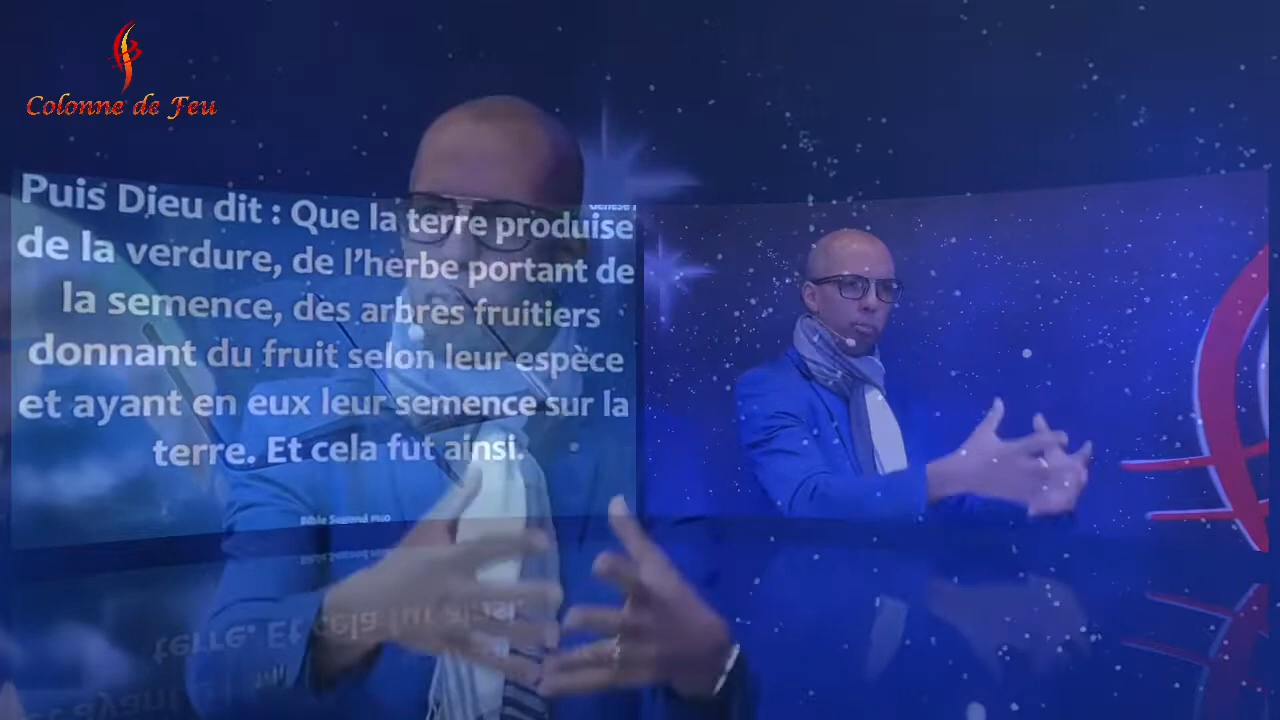 Colonne de Feu
Puis Dieu dit : Que la terre produise
de la verdure, de l’herbe portant de
la semence, des arbres fruitiers
donnant du fruit selon leur espèce
et ayant en eux leur semence sur la
terre. Et cela fut ainsi.